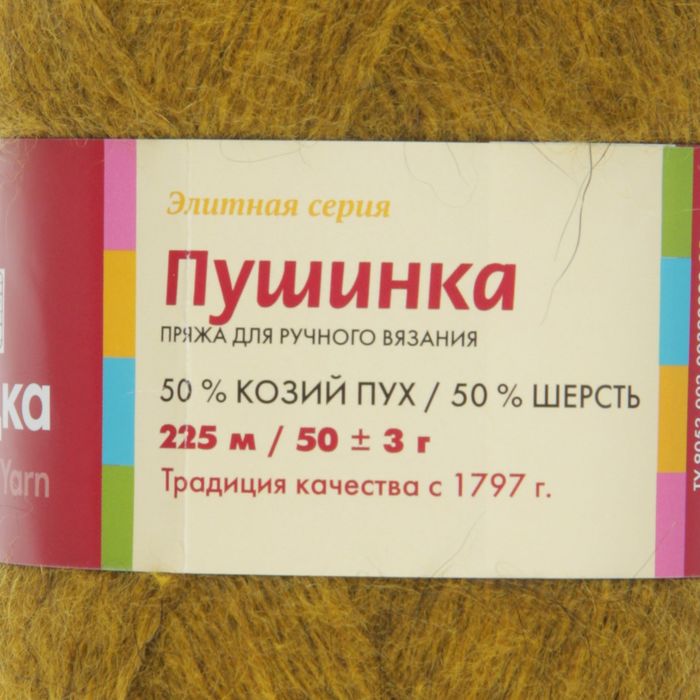 Элитная серия
Пушинка
ПРЯЖА ДЛЯ РУЧНОГО ВЯЗАНИЯ
50 % КОЗИЙ ПУХ / 50 % ШЕРСТЬ
225 м / 50 ± 3 г
Традиция качества с 1797 г.
Yarn